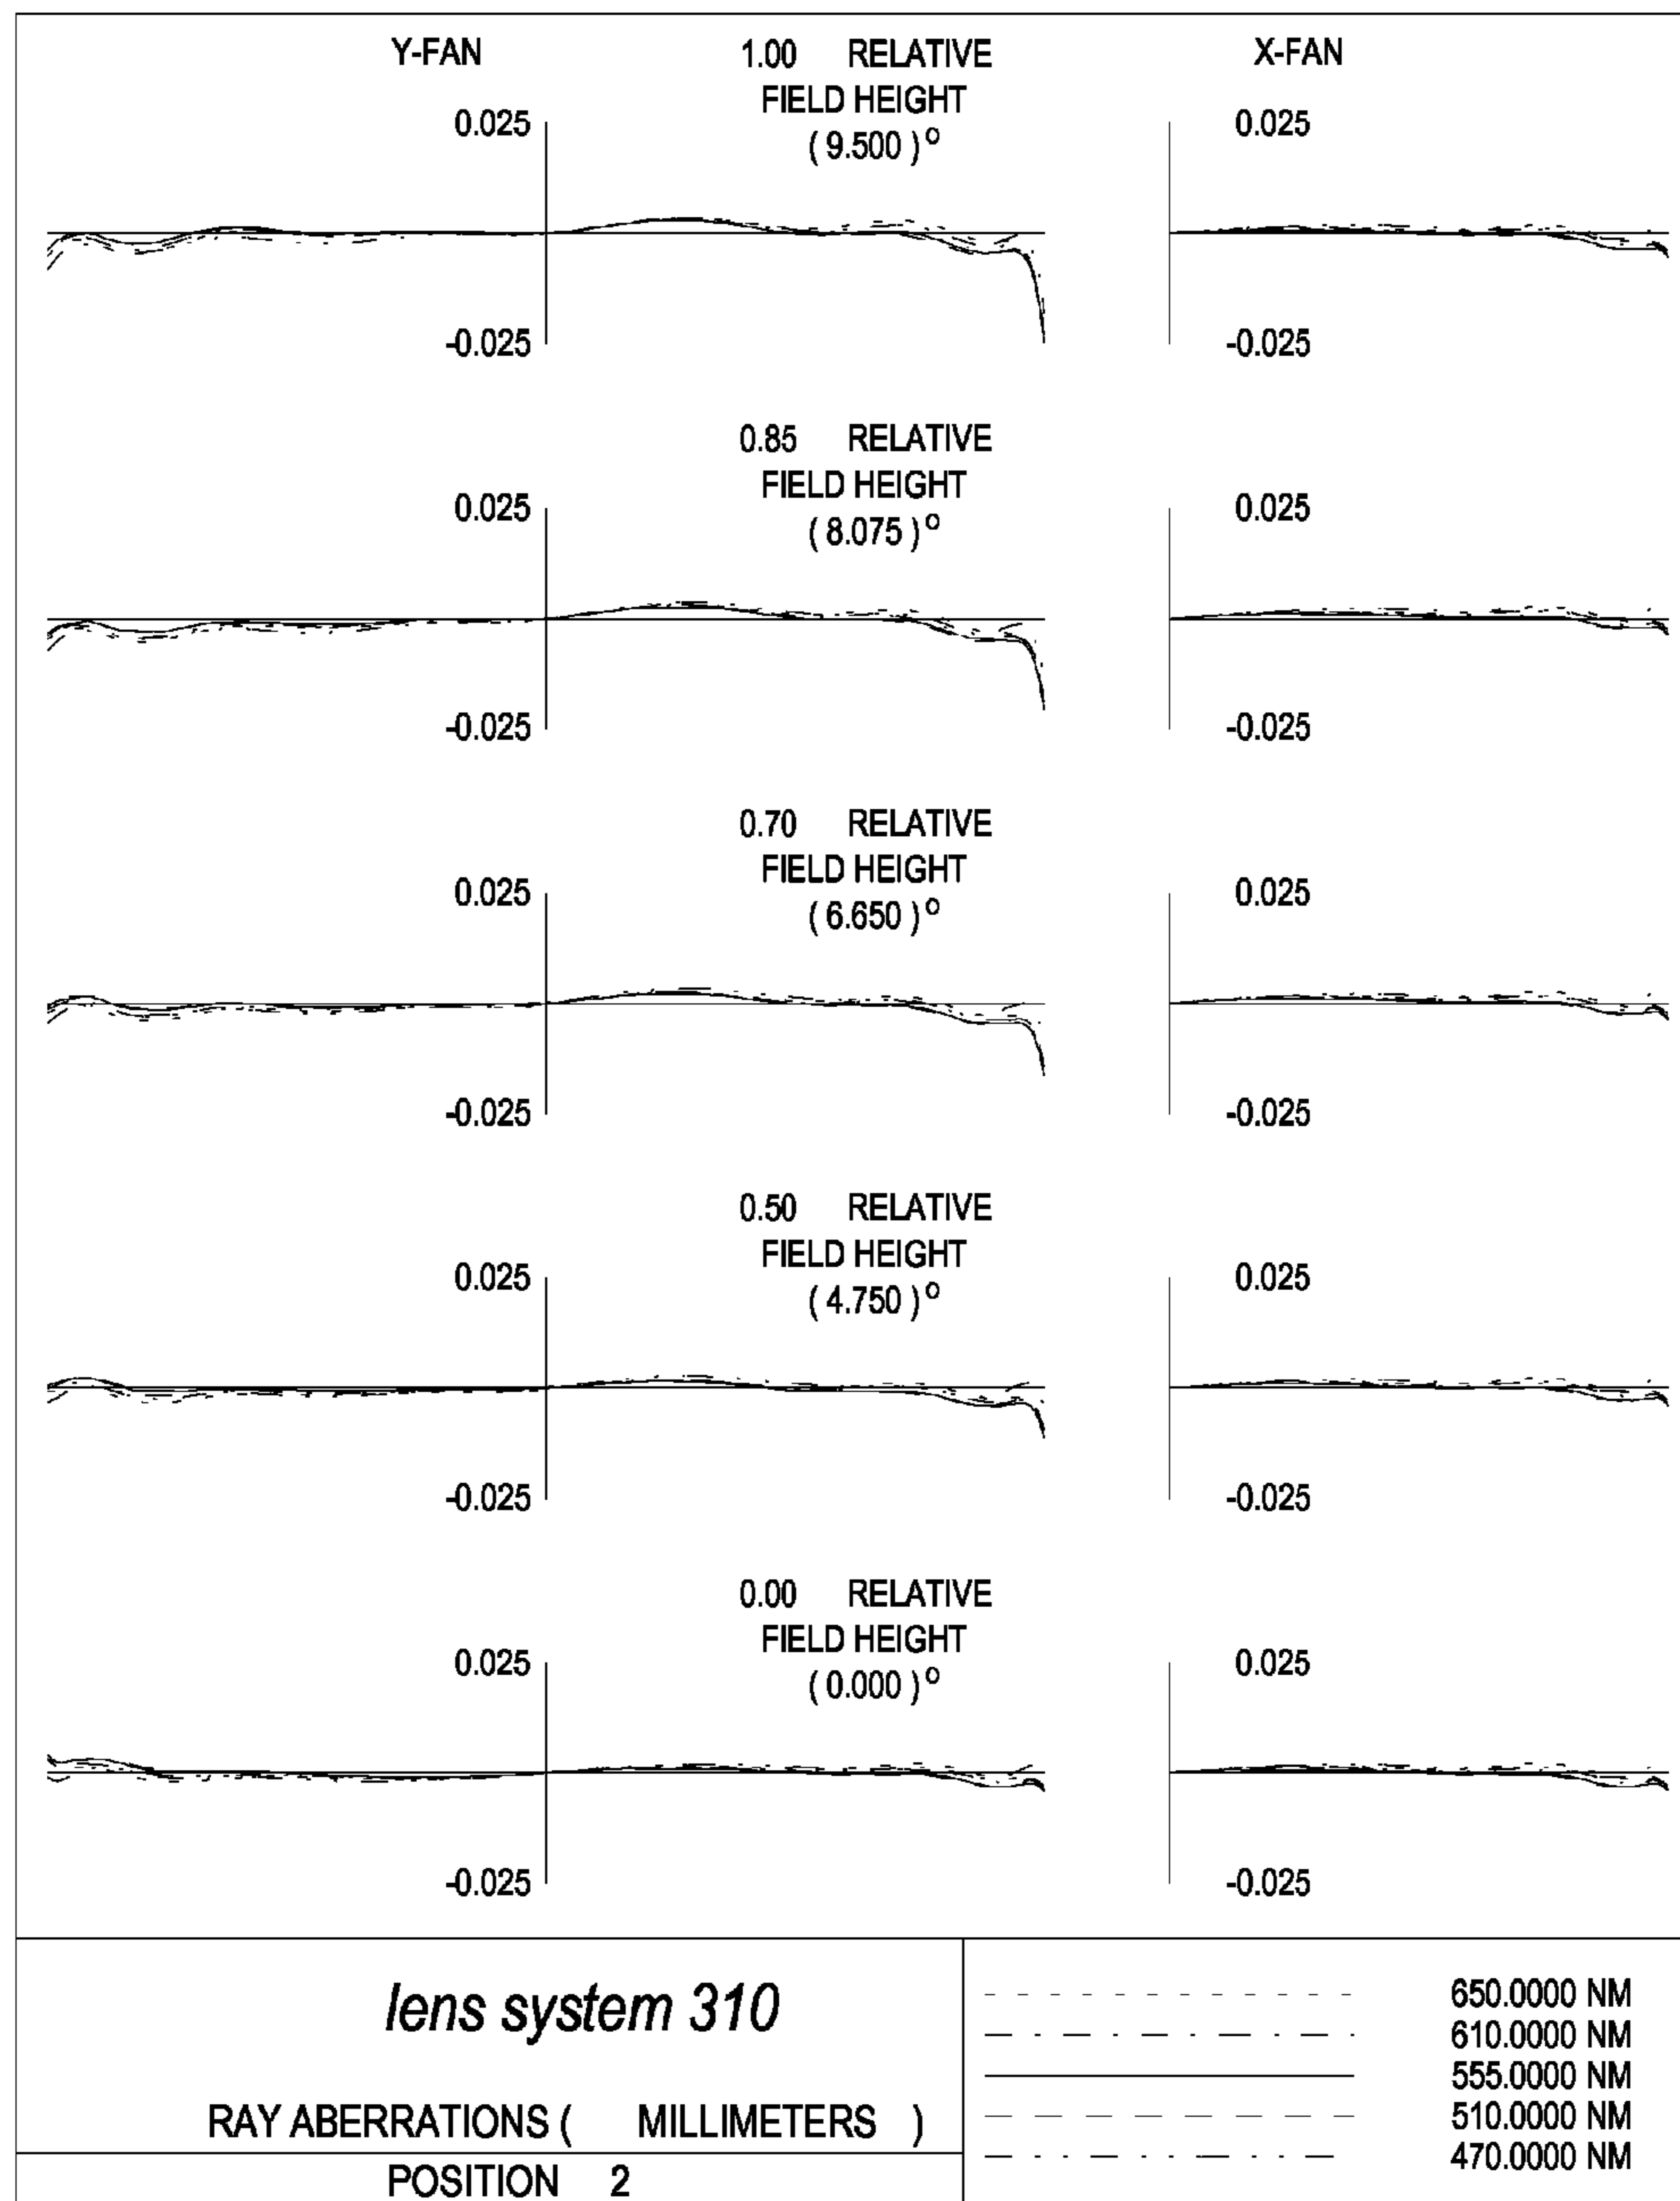 Y-FAN 1.00 RELATIVE X-FAN
FIELD HEIGHT
0.025 ( 9.500 )º 0.025
-0.025 -0.025
0.85 RELATIVE
FIELD HEIGHT
0.025 ( 8.075 )º 0.025
-0.025 -0.025
0.70 RELATIVE
FIELD HEIGHT
0.025 ( 6.650 )º 0.025
-0.025 -0.025
0.50 RELATIVE
FIELD HEIGHT
0.025 ( 4.750 )º 0.025
-0.025 -0.025
0.00 RELATIVE
FIELD HEIGHT
0.025 ( 0.000 )º 0.025
-0.025 -0.025
lens system 310
RAY ABERRATIONS ( MILLIMETERS )
POSITION 2
650.0000 NM
610.0000 NM
555.0000 NM
510.0000 NM
470.0000 NM